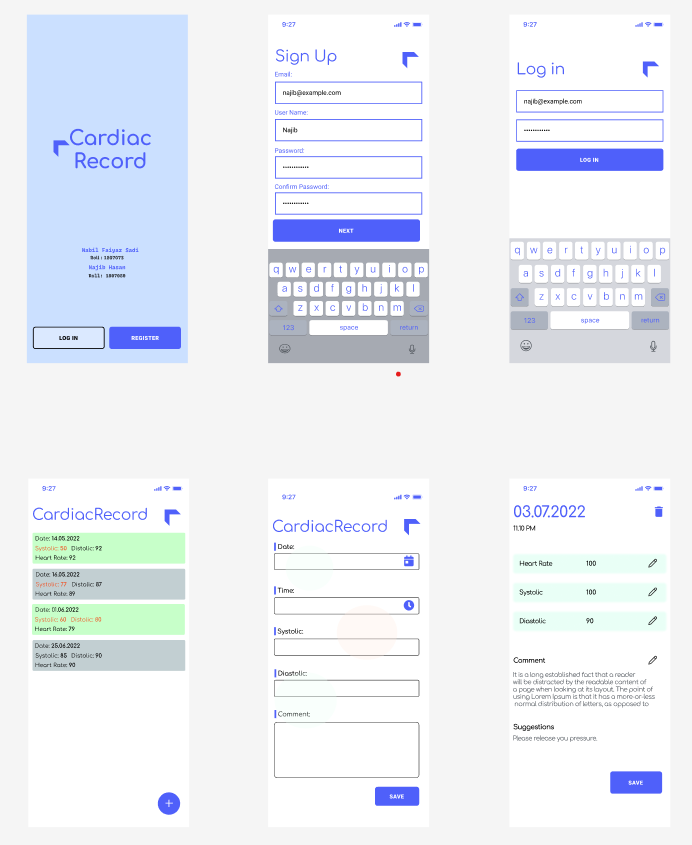 Cardiac
Record
Nabil Faiyaz Sadi
Roll: 1807073
Najib Hasan
LOG IN
REGISTER
9:27
Sign Up
Email:
najib@example.com
User Name:
Najib
Password:
••••••••••••
Confirm Password:
••••••••••••
NEXT
q w e r t y u i o p
a s d f g h j k l
z x c v b n m
123 space return
9:27
Log in
najib@example.com
••••••••••••
LOG IN
q w e r t y u i o p
a s d f g h j k l
z x c v b n m
123 space return
9:27
CardiacRecord
Date: 14.05.2022
Systolic: 50 Distolic: 92
Heart Rate: 92
Date: 16.05.2022
Systolic: 77 Distolic: 87
Heart Rate: 89
Date: 01.06.2022
Systolic: 60 Distolic: 80
Heart Rate: 79
Date: 25.06.2022
Systolic: 85 Distolic: 90
Heart Rate: 90
+
9:27
CardiacRecord
Date:
Time:
Systolic:
Diastolic:
Comment:
SAVE
9:27
03.07.2022
11.10 PM
Heart Rate 100
Systolic 100
Diastolic 90
Comment
It is a long established fact that a reader
will be distracted by the readable content of
a page when looking at its layout. The point of
using Lorem Ipsum is that it has a more-or-less
normal distribution of letters, as opposed to
Suggestions
Please release you pressure.
SAVE